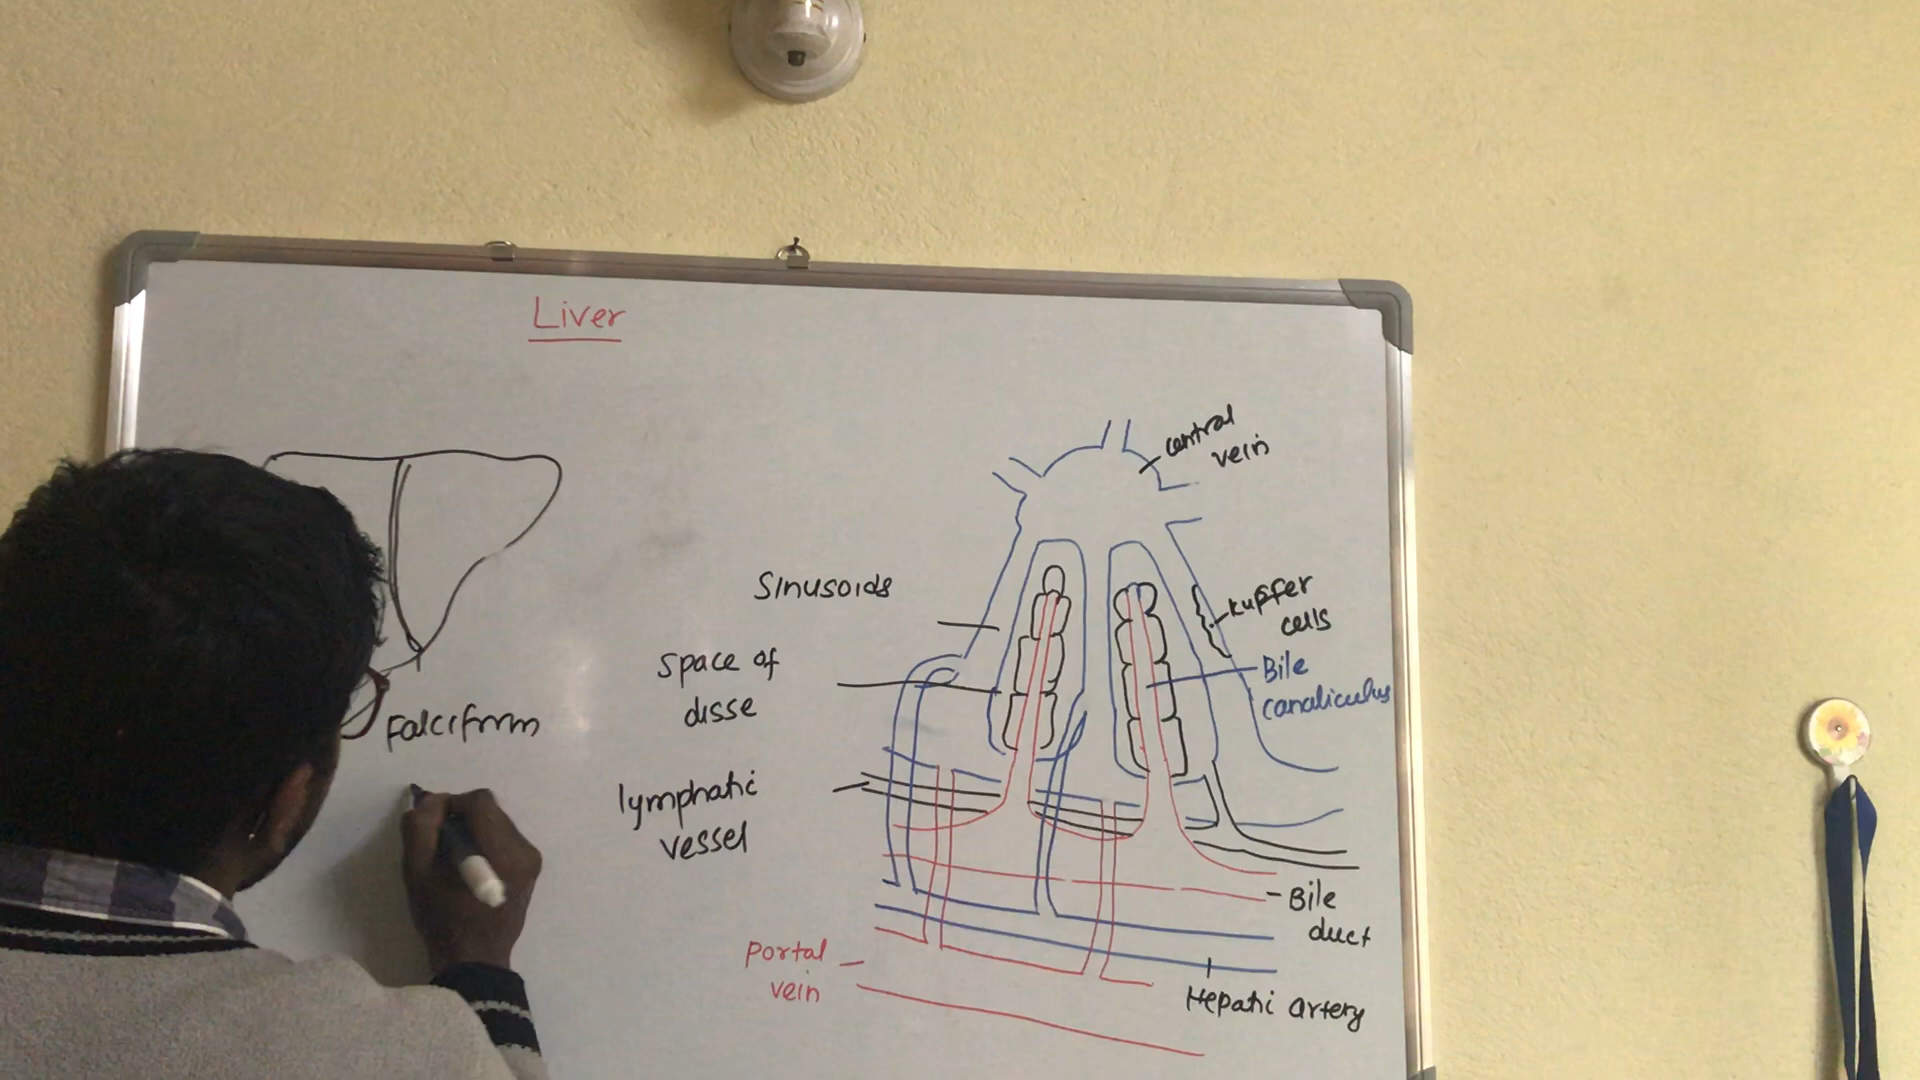 Liver
Falciform
Sinusoids
Space of
disse
lymphatic
vessel
Portal
vein
central
vein
kupffer
cells
Bile
canaliculus
Bile
duct
Hepatic artery